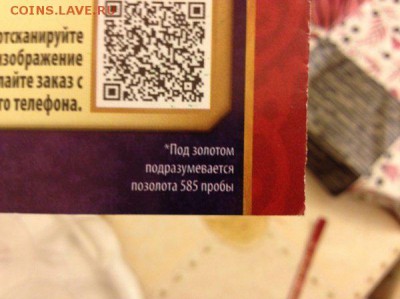 COINS.LAVE.RU
отсканируйте
изображение
лайте заказ с
го телефона.
*Под золотом
подразумевается
позолота 585 пробы